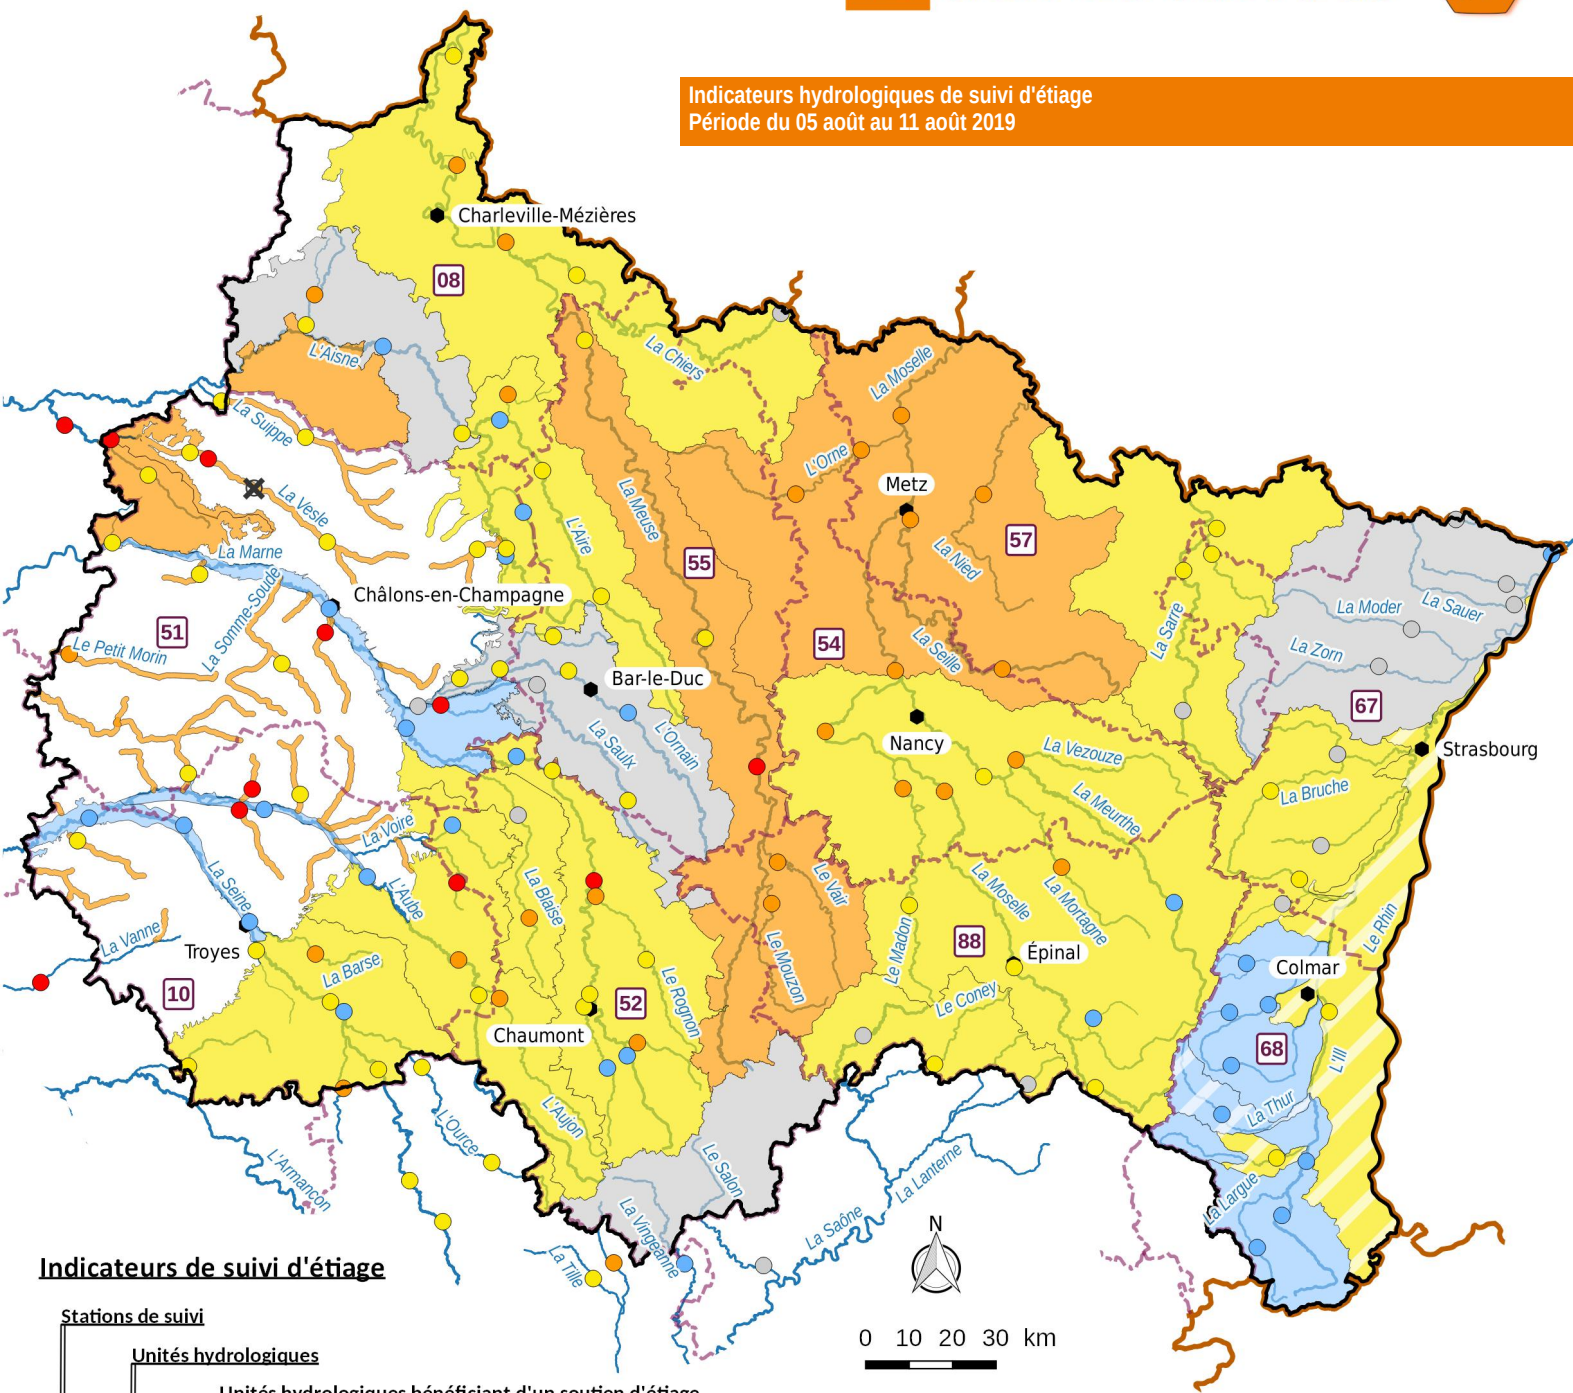 Indicateurs hydrologiques de suivi d'étiage
Période du 05 août au 11 août 2019
Charleville-Mézières
08
La Chiers
L'Aisne
La Moselle
La Suippe
L'Orne
Metz
La Vesle
La Meuse
L'Aire
57
La Nied
55
La Marne
Châlons-en-Champagne
La Moder
La Sauer
La Somme-Soude
51
La Sarre
54
La Seille
La Zorn
Le Petit Morin
Bar-le-Duc
67
Nancy
Strasbourg
La Saulx
L'Ornain
La Vezouze
La Bruche
La Meurthe
La Voire
La Seine
L'Aube
La Blaise
Le Vair
La Moselle
La Mortagne
Le Rhin
La Vanne
Troyes
La Barse
Le Mouzon
Le Madon
88
Épinal
Colmar
10
Le Rognon
52
Le Coney
Chaumont
68
L'Ill
L'Aujon
La Thur
L'Ource
L'Armançon
Le Salon
La Lanterne
La Largue
La Vingeanne
La Saône
La Tille
N
Indicateurs de suivi d'étiage
Stations de suivi
0 10 20 30 km
Unités hydrologiques
Unités hydrologiques bénéficiant d'un soutien d'étiage